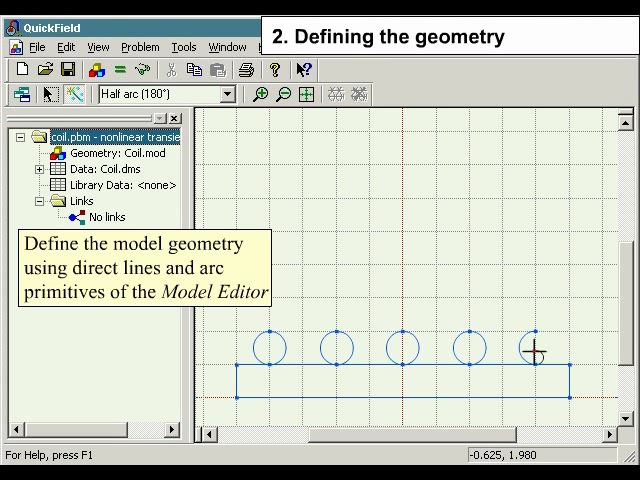 QuickField
2. Defining the geometry
File Edit View Problem Tools Window
Half arc (180°)
coil.pbm - nonlinear transie
Geometry: Coil.mod
Data: Coil.dms
Library Data: <none>
Links
No links
Define the model geometry
using direct lines and arc
primitives of the Model Editor
For Help, press F1
-0.625, 1.980